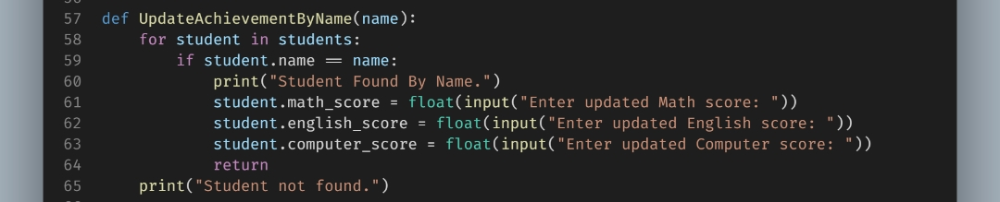 57 def UpdateAchievementByName(name):
58     for student in students:
59         if student.name == name:
60             print("Student Found By Name.")
61             student.math_score = float(input("Enter updated Math score: "))
62             student.english_score = float(input("Enter updated English score: "))
63             student.computer_score = float(input("Enter updated Computer score: "))
64             return
65     print("Student not found.")